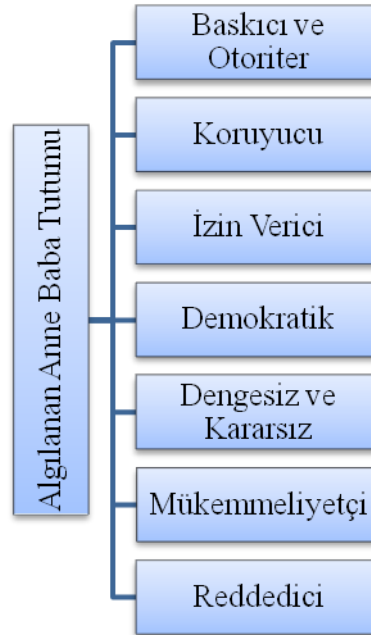 Algılanan Anne Baba Tutumu
Baskıcı ve
Otoriter
Koruyucu
İzin Verici
Demokratik
Dengesiz ve
Kararsız
Mükemmeliyetçi
Reddedici